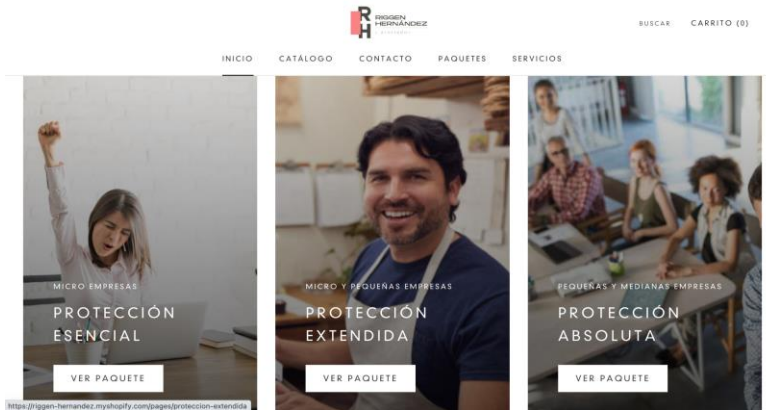 RH
RIGGEN
HERNÁNDEZ
BUSCAR
CARRITO (0)
INICIO
CATÁLOGO
CONTACTO
PAQUETES
SERVICIOS
MICRO EMPRESAS
PROTECCIÓN
ESENCIAL
VER PAQUETE
MICRO Y PEQUEÑAS EMPRESAS
PROTECCIÓN
EXTENDIDA
VER PAQUETE
PEQUEÑAS Y MEDIANAS EMPRESAS
PROTECCIÓN
ABSOLUTA
VER PAQUETE
https://riggen-hernandez.myshopify.com/pages/proteccion-extendida